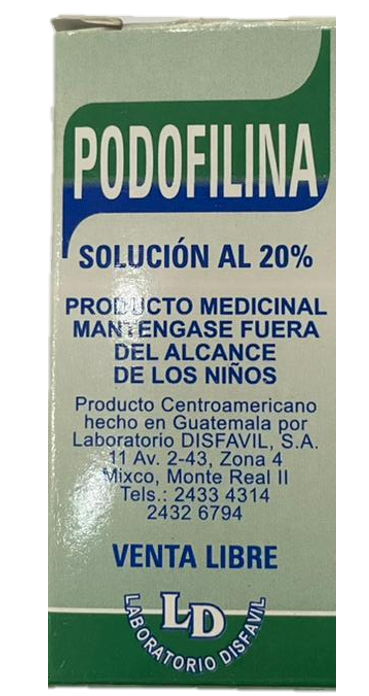 PODOFILINA
SOLUCIÓN AL 20%
PRODUCTO MEDICINAL
MANTENGASE FUERA
DEL ALCANCE
DE LOS NIÑOS
Producto Centroamericano
hecho en Guatemala por
Laboratorio DISFAVIL, S.A.
11 Av. 2-43, Zona 4
Mixco, Monte Real II
Tels.: 2433 4314
2432 6794
VENTA LIBRE
LD
LABORATORIO DISFAVIL